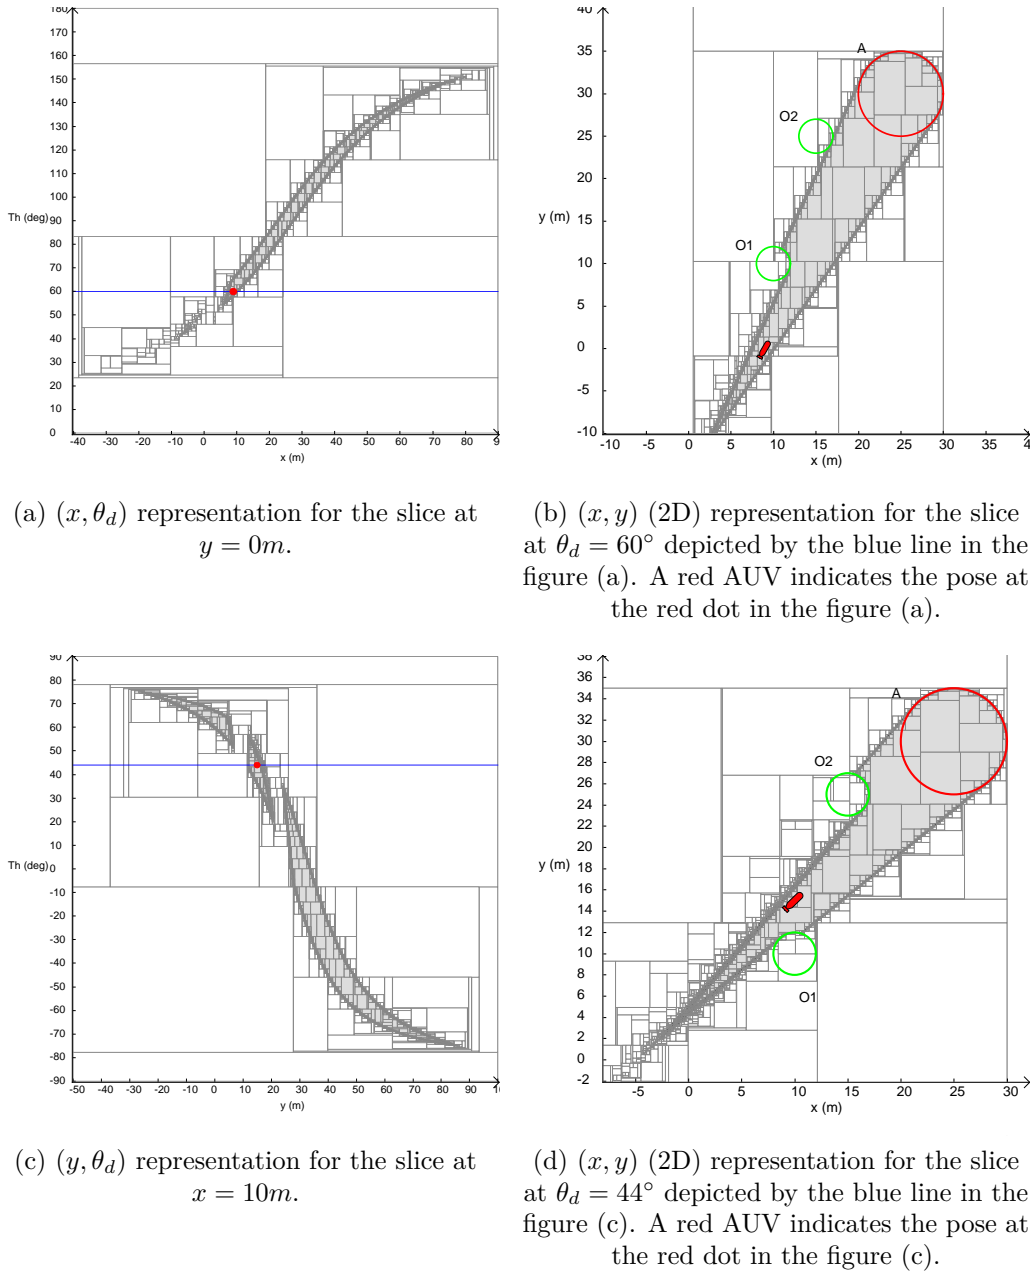 180
170
160
150
140
130
120
110
100
Th (deg)
90
80
70
60
50
40
30
20
10
0
-40 -30 -20 -10 0 10 20 30 40 50 60 70 80 9
x (m)
40
35
30
25
20
15
10
5
0
-5
-10
y (m)
A
O2
O1
-10 -5 0 5 10 15 20 25 30 35 4
x (m)
(a) (x, θ_d) representation for the slice at
y = 0m.
(b) (x, y) (2D) representation for the slice
at θ_d = 60° depicted by the blue line in the
figure (a). A red AUV indicates the pose at
the red dot in the figure (a).
90
80
70
60
50
40
30
20
10
Th (deg)
0
-10
-20
-30
-40
-50
-60
-70
-80
-90
-50 -40 -30 -20 -10 0 10 20 30 40 50 60 70 80 90 10
y (m)
38
36
34
32
30
28
26
24
22
20
18
16
14
12
10
8
6
4
2
0
-2
y (m)
A
O2
O1
-5 0 5 10 15 20 25 30
x (m)
(c) (y, θ_d) representation for the slice at
x = 10m.
(d) (x, y) (2D) representation for the slice
at θ_d = 44° depicted by the blue line in the
figure (c). A red AUV indicates the pose at
the red dot in the figure (c).